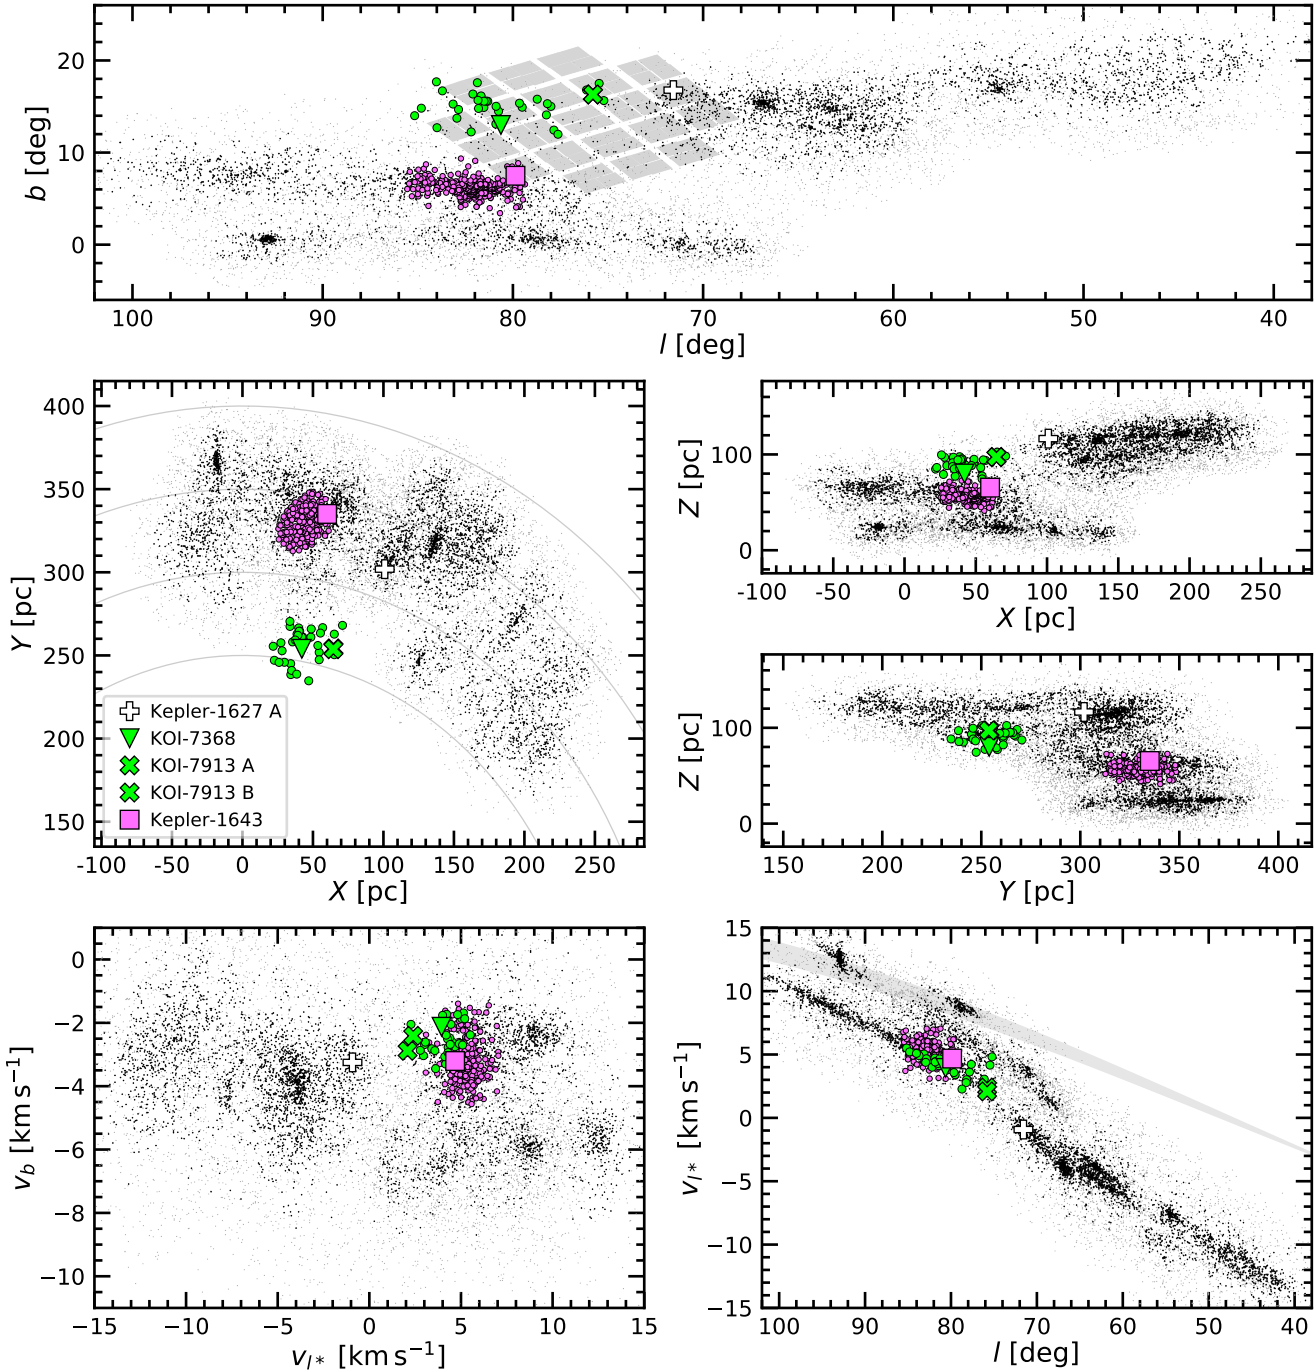 20
10
0
b [deg]
100 90 80 70 60 50 40
l [deg]
400
350
300
250
200
150
Y [pc]
Kepler-1627 A
KOI-7368
KOI-7913 A
KOI-7913 B
Kepler-1643
-100 -50 0 50 100 150 200 250
X [pc]
100
0
Z [pc]
-100 -50 0 50 100 150 200 250
X [pc]
100
0
Z [pc]
150 200 250 300 350 400
Y [pc]
0
−2
−4
−6
−8
−10
v_b [km s⁻¹]
−15 −10 −5 0 5 10 15
v_{l*} [km s⁻¹]
15
10
5
0
−5
−10
−15
v_{l*} [km s⁻¹]
100 90 80 70 60 50 40
l [deg]